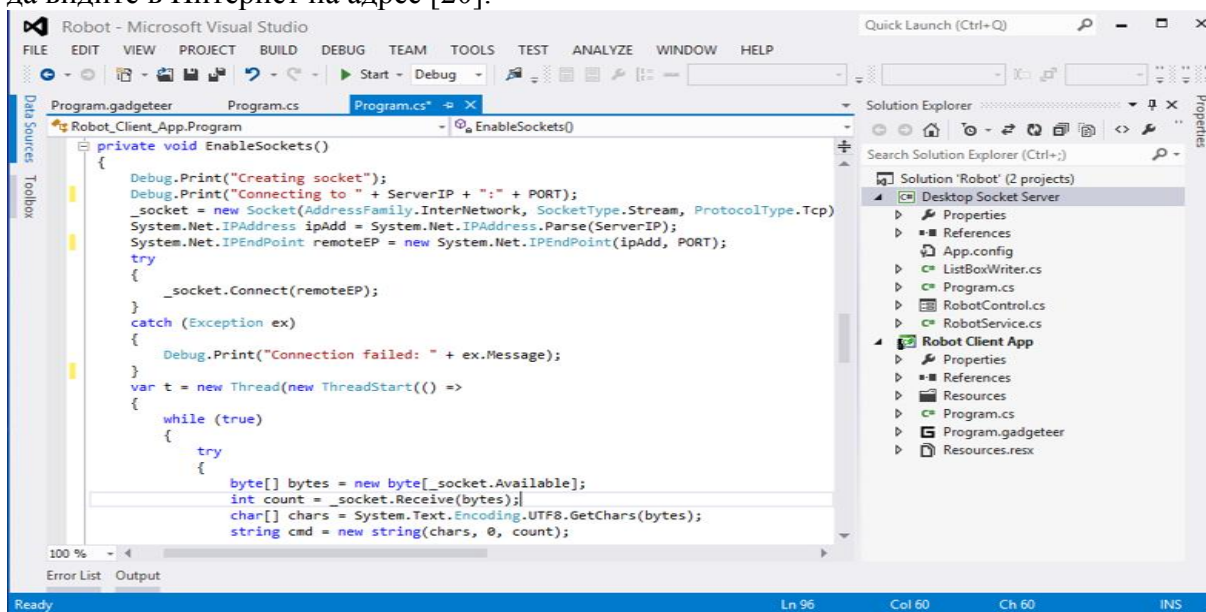 да видите в Интернет на адрес [20].
Robot - Microsoft Visual Studio
Quick Launch (Ctrl+Q)
FILE EDIT VIEW PROJECT BUILD DEBUG TEAM TOOLS TEST ANALYZE WINDOW HELP
Start - Debug
Data Sources
Toolbox
Program.gadgeteer Program.cs Program.cs*
Robot_Client_App.Program EnableSockets()
private void EnableSockets()
{
Debug.Print("Creating socket");
Debug.Print("Connecting to " + ServerIP + ":" + PORT);
_socket = new Socket(AddressFamily.InterNetwork, SocketType.Stream, ProtocolType.Tcp)
System.Net.IPAddress ipAdd = System.Net.IPAddress.Parse(ServerIP);
System.Net.IPEndPoint remoteEP = new System.Net.IPEndPoint(ipAdd, PORT);
try
{
_socket.Connect(remoteEP);
}
catch (Exception ex)
{
Debug.Print("Connection failed: " + ex.Message);
}
var t = new Thread(new ThreadStart(() =>
{
while (true)
{
try
{
byte[] bytes = new byte[_socket.Available];
int count = _socket.Receive(bytes);
char[] chars = System.Text.Encoding.UTF8.GetChars(bytes);
string cmd = new string(chars, 0, count);
100 %
Error List Output
Solution Explorer
Search Solution Explorer (Ctrl+;)
Solution 'Robot' (2 projects)
Desktop Socket Server
Properties
References
App.config
ListBoxWriter.cs
Program.cs
RobotControl.cs
RobotService.cs
Robot Client App
Properties
References
Resources
Program.cs
Program.gadgeteer
Resources.resx
Properties
Ready Ln 96 Col 60 Ch 60 INS